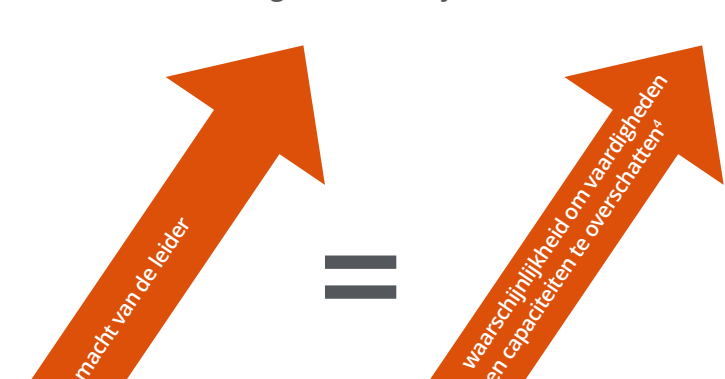 macht van de leider
=
waarschijnlijkheid om vaardigheden
en capaciteiten te overschatten⁴